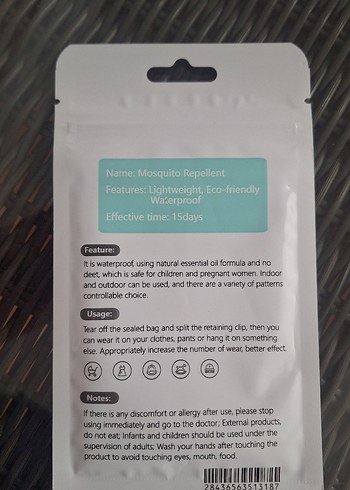 Name: Mosquito Repellent
Features: Lightweight, Eco-friendly
Waterproof
Effective time: 15days
Feature:
It is waterproof, using natural essential oil formula and no
deet, which is safe for children and pregnant women. Indoor
and outdoor can be used, and there are a variety of patterns
controllable choice.
Usage:
Tear off the sealed bag and split the retaining clip, then you
can wear it on your clothes, pants or hang it on something
else. Appropriately increase the number of wear, better effect.
Notes:
If there is any discomfort or allergy after use, please stop
using immediately and go to the doctor; External products,
do not eat; Infants and children should be used under the
supervision of adults; Wash your hands after touching the
product to avoid touching eyes, mouth, food.
28436563513187